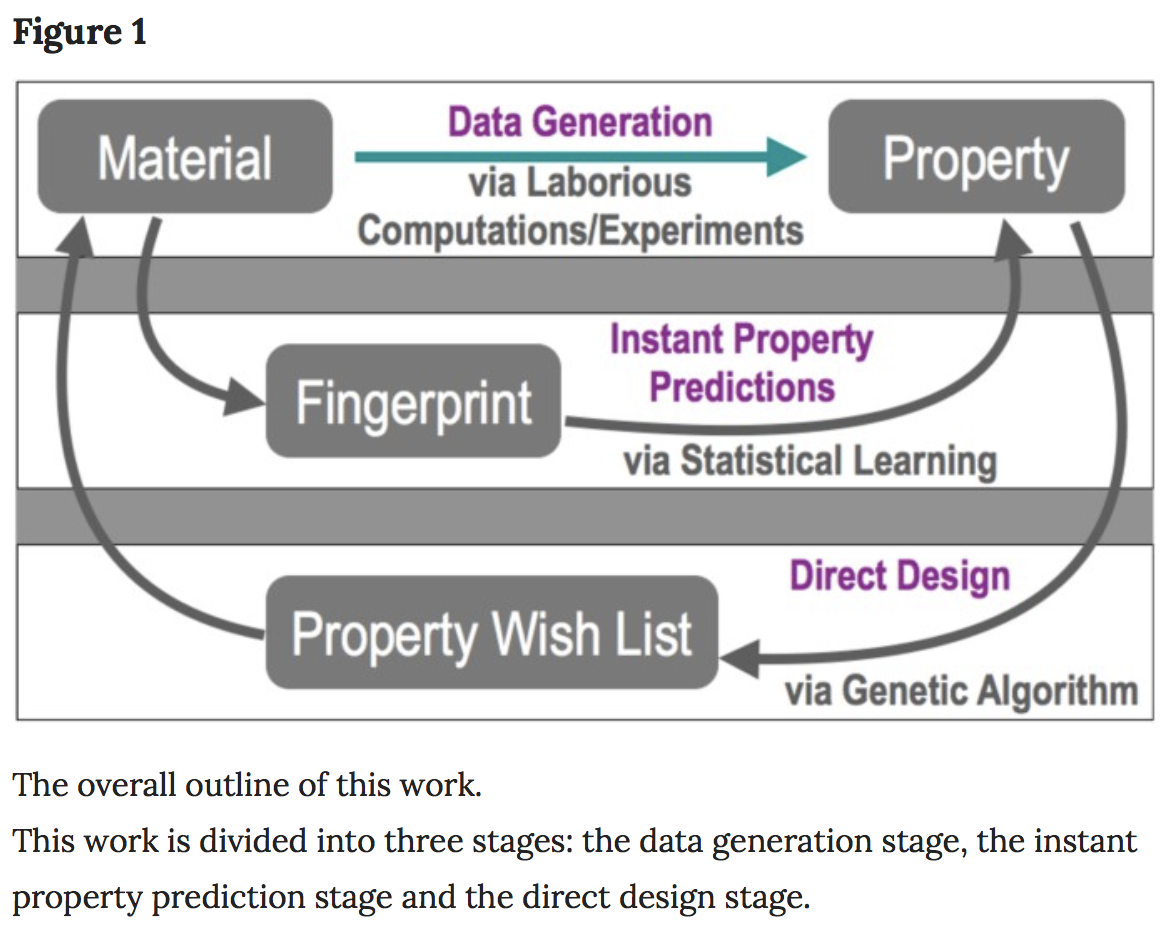 Figure 1
Material
Data Generation
via Laborious
Computations/Experiments
Property
Fingerprint
Instant Property
Predictions
via Statistical Learning
Property Wish List
Direct Design
via Genetic Algorithm
The overall outline of this work.
This work is divided into three stages: the data generation stage, the instant
property prediction stage and the direct design stage.